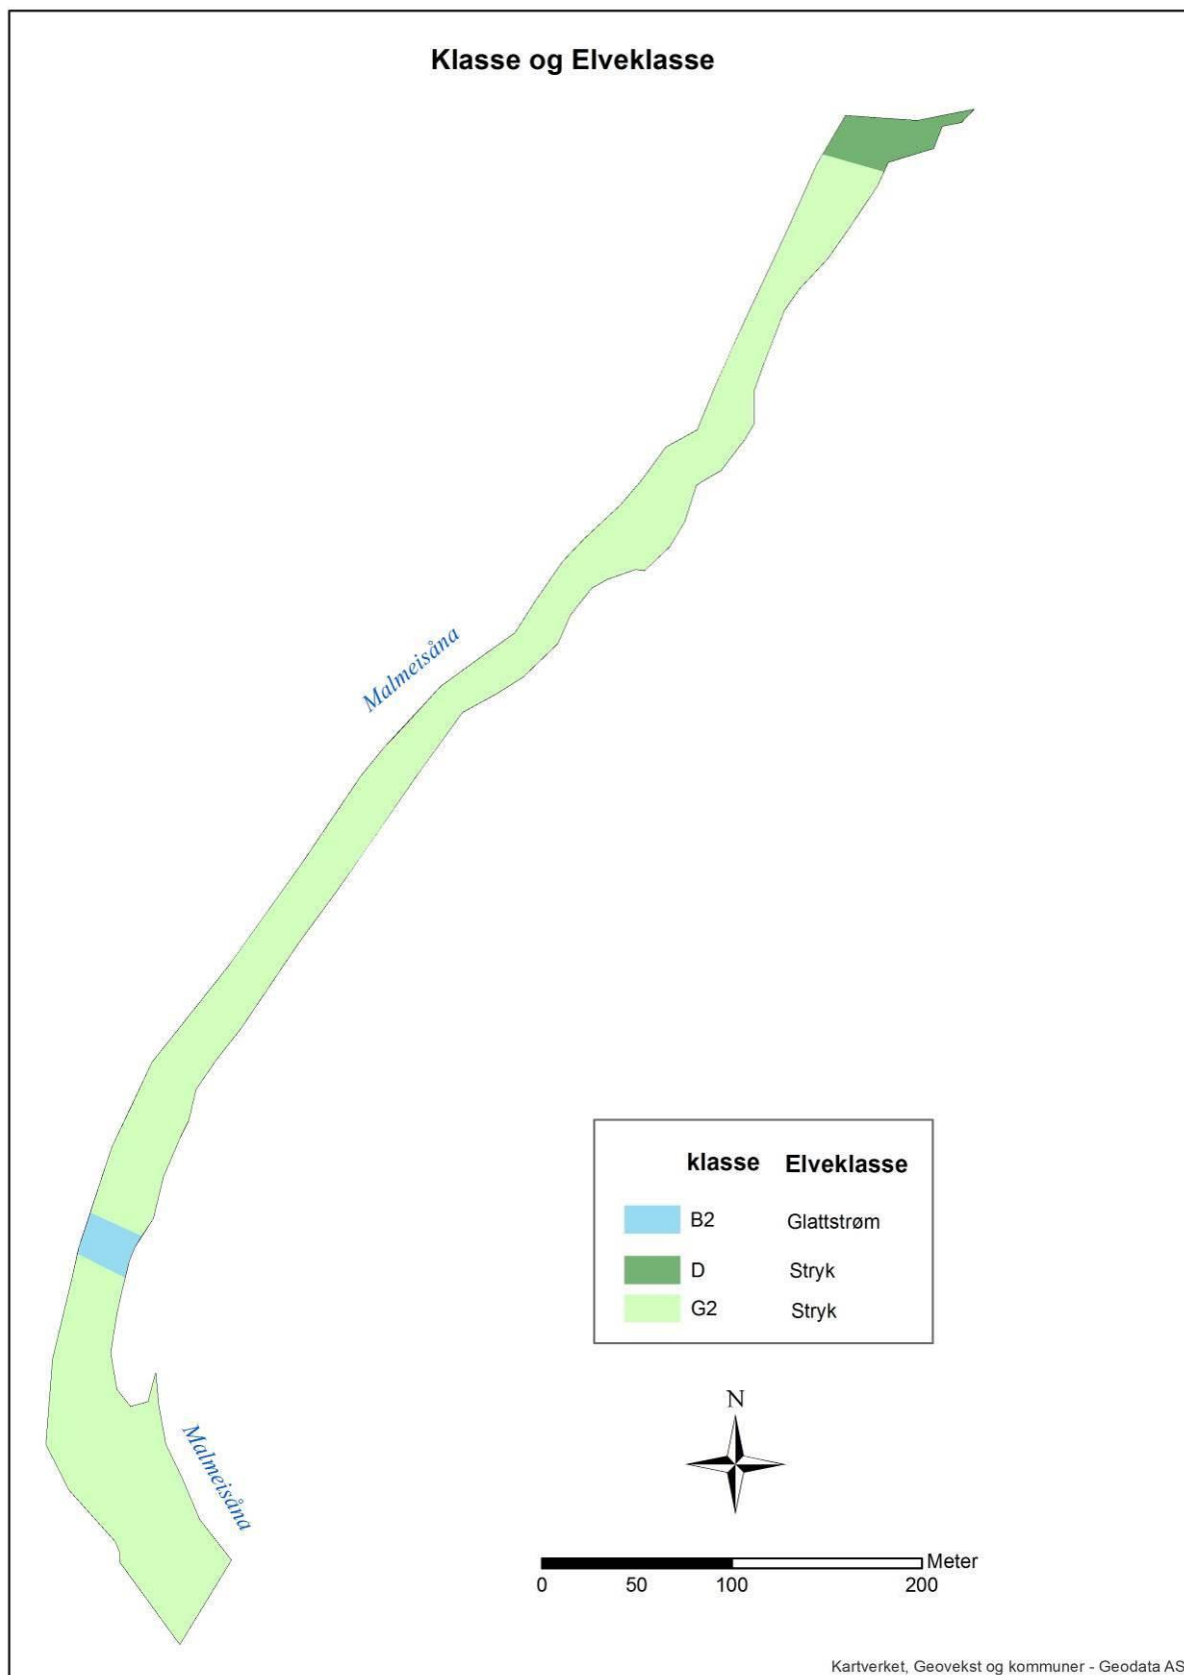 Klasse og Elveklasse
Malmeisåna
klasse Elveklasse
B2 Glattstrøm
D Stryk
G2 Stryk
N
Malmeisåna
Meter
0 50 100 200
Kartverket, Geovekst og kommuner - Geodata AS